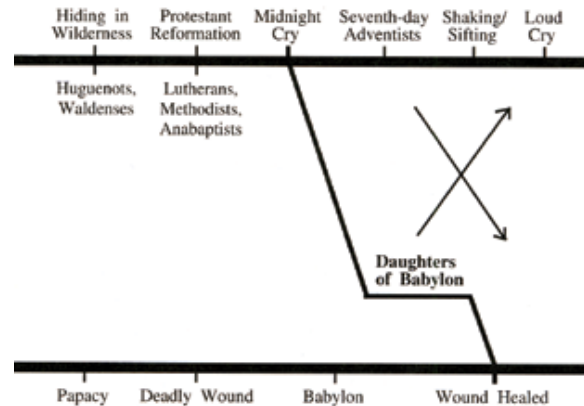 Hiding in
Wilderness
Protestant
Reformation
Midnight
Cry
Seventh-day
Adventists
Shaking/
Sifting
Loud
Cry
Huguenots,
Waldenses
Lutherans,
Methodists,
Anabaptists
Daughters
of Babylon
Papacy
Deadly Wound
Babylon
Wound Healed